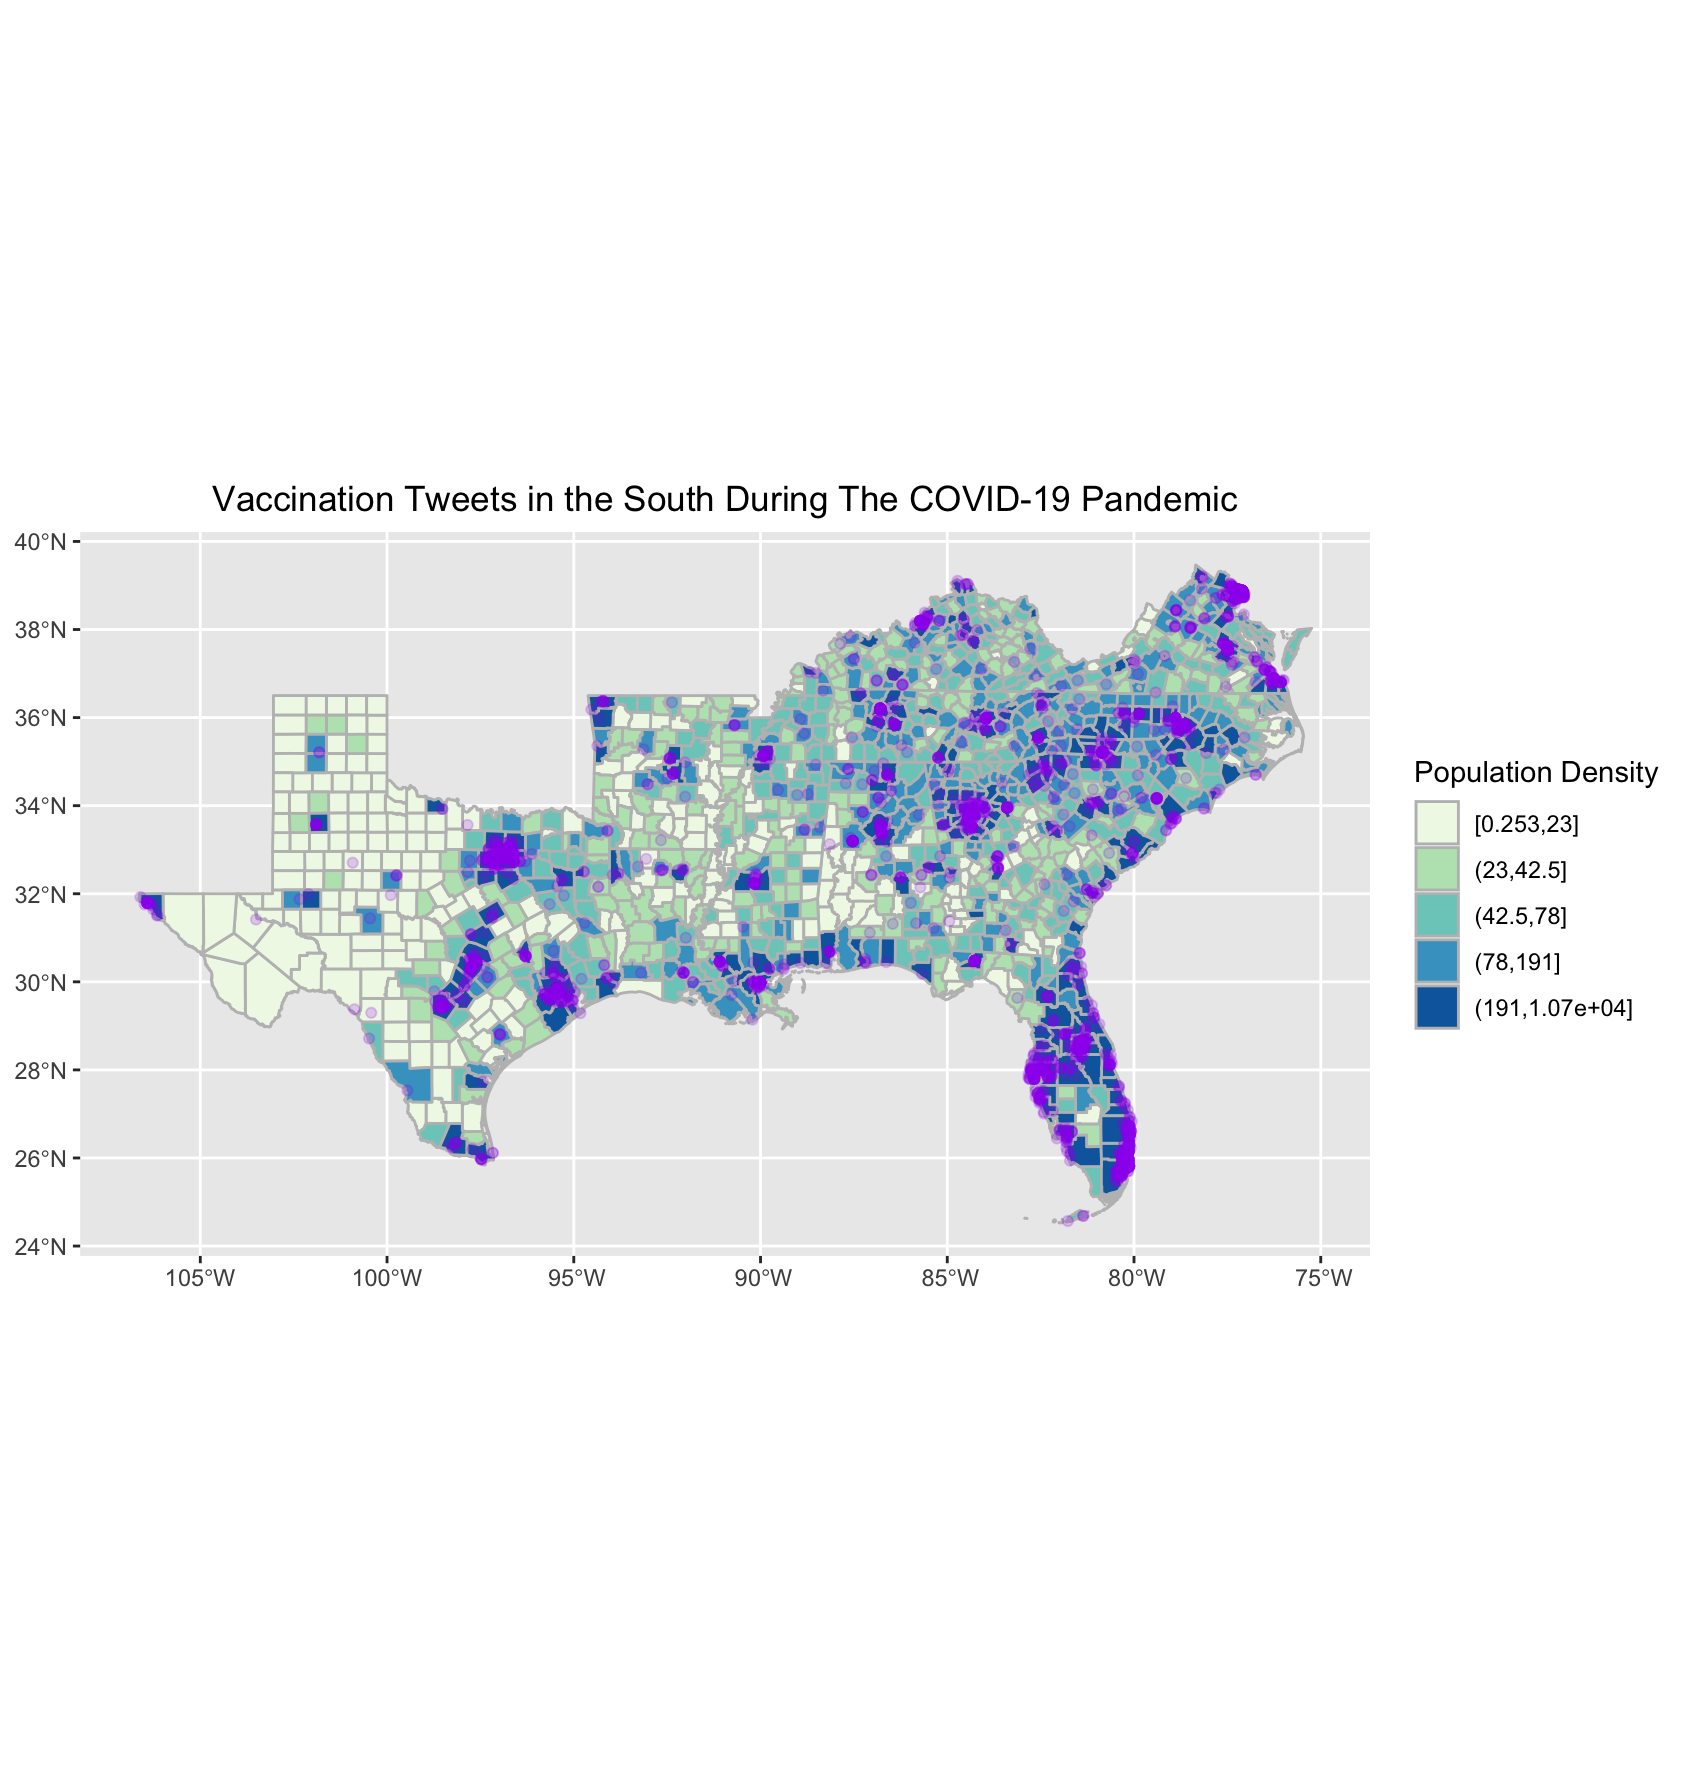 Vaccination Tweets in the South During The COVID-19 Pandemic
40°N
38°N
36°N
34°N
32°N
30°N
28°N
26°N
24°N
105°W
100°W
95°W
90°W
85°W
80°W
75°W
Population Density
[0.253,23]
(23,42.5]
(42.5,78]
(78,191]
(191,1.07e+04]